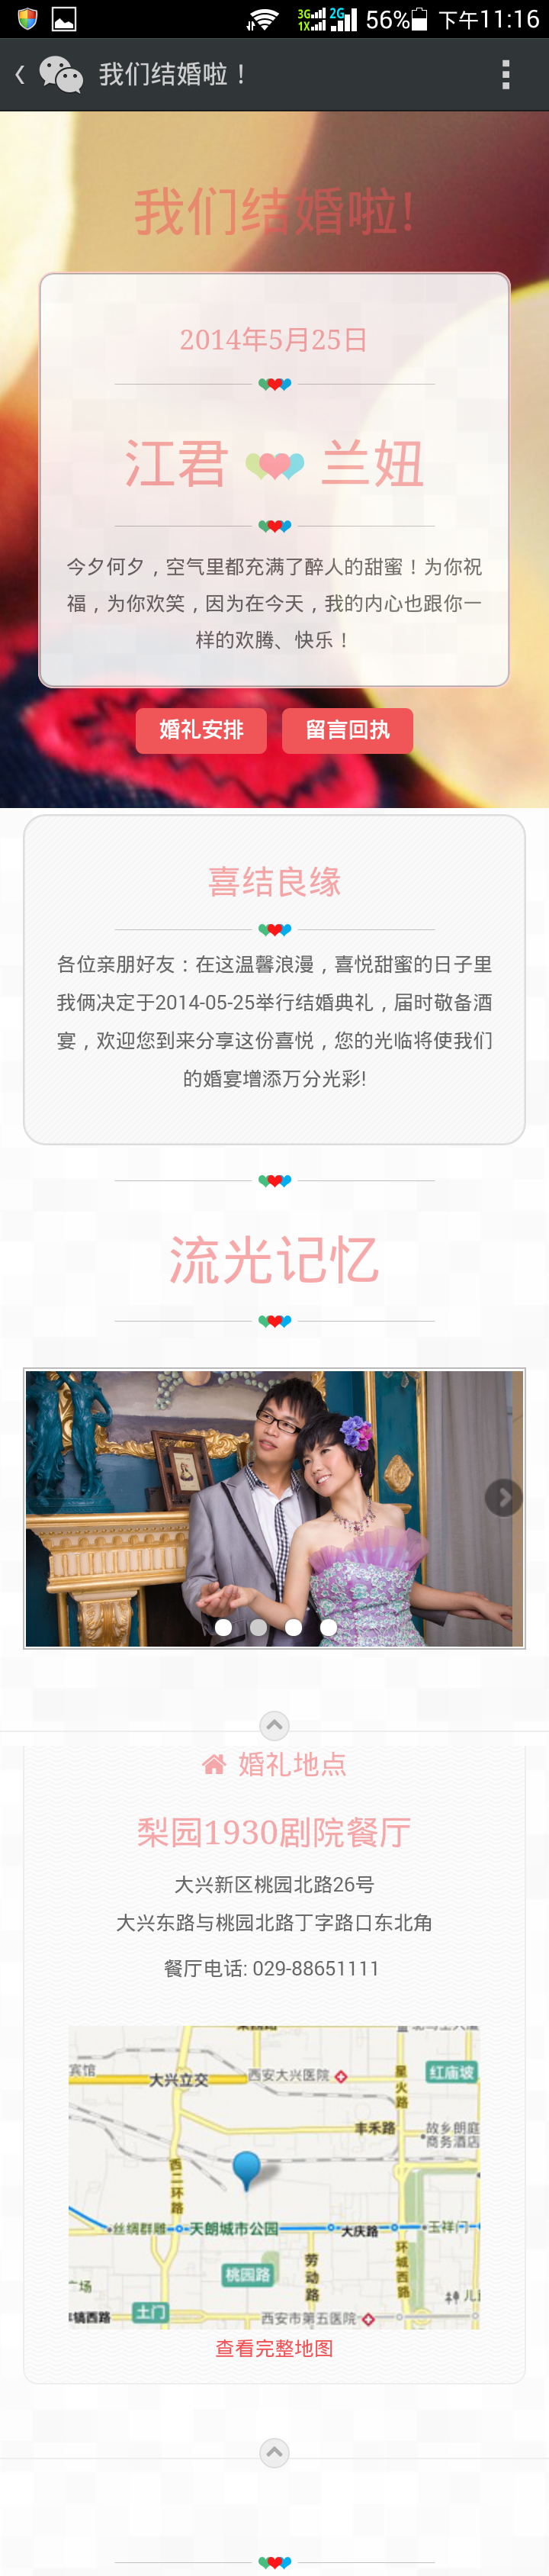 3G 1X 2G 56% 下午11:16
我们结婚啦！
我们结婚啦!
2014年5月25日
江君 兰妞
今夕何夕，空气里都充满了醉人的甜蜜！为你祝
福，为你欢笑，因为在今天，我的内心也跟你一
样的欢腾、快乐！
婚礼安排 留言回执
喜结良缘
各位亲朋好友：在这温馨浪漫，喜悦甜蜜的日子里
我俩决定于2014-05-25举行结婚典礼，届时敬备酒
宴，欢迎您到来分享这份喜悦，您的光临将使我们
的婚宴增添万分光彩!
流光记忆
婚礼地点
梨园1930剧院餐厅
大兴新区桃园北路26号
大兴东路与桃园北路丁字路口东北角
餐厅电话: 029-88651111
宾馆
大兴立交
西安大兴医院
星火路
红庙坡
丰禾路
故乡朗庭
商务酒店
西二环路
丝绸群雕
天朗城市公园
大庆路
玉祥门
桃园路
劳动路
环城西路
广场
土门
西安市第五医院
查看完整地图